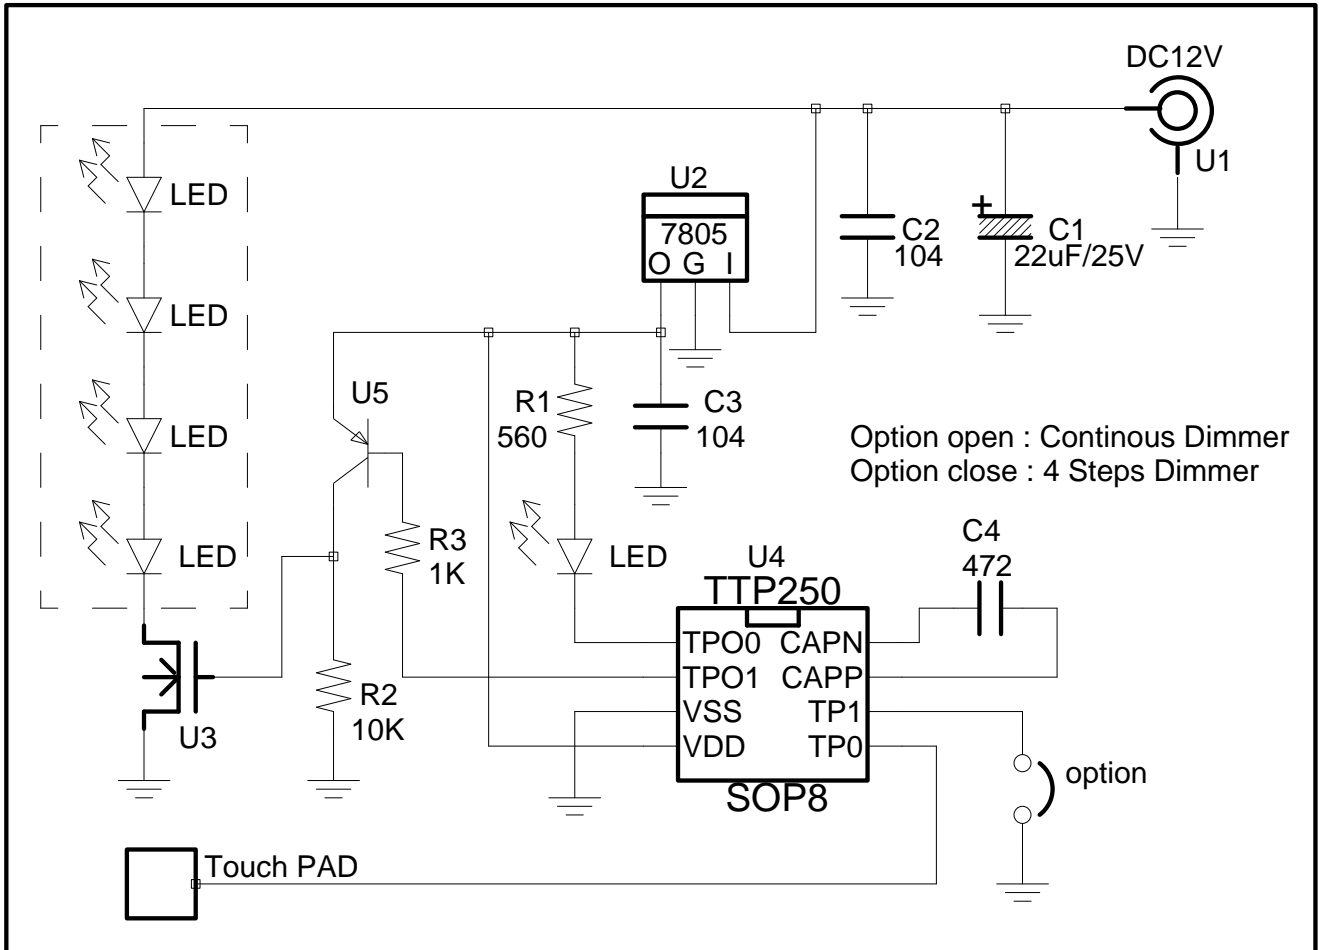 DC12V
U1
LED
U2
7805
O G I
C2
104
C1
22uF/25V
LED
U5
R1
560
C3
104
Option open : Continous Dimmer
Option close : 4 Steps Dimmer
LED
R3
1K
LED
LED
U4
TTP250
C4
472
TPO0 CAPN
TPO1 CAPP
VSS TP1
VDD TP0
SOP8
R2
10K
U3
option
Touch PAD